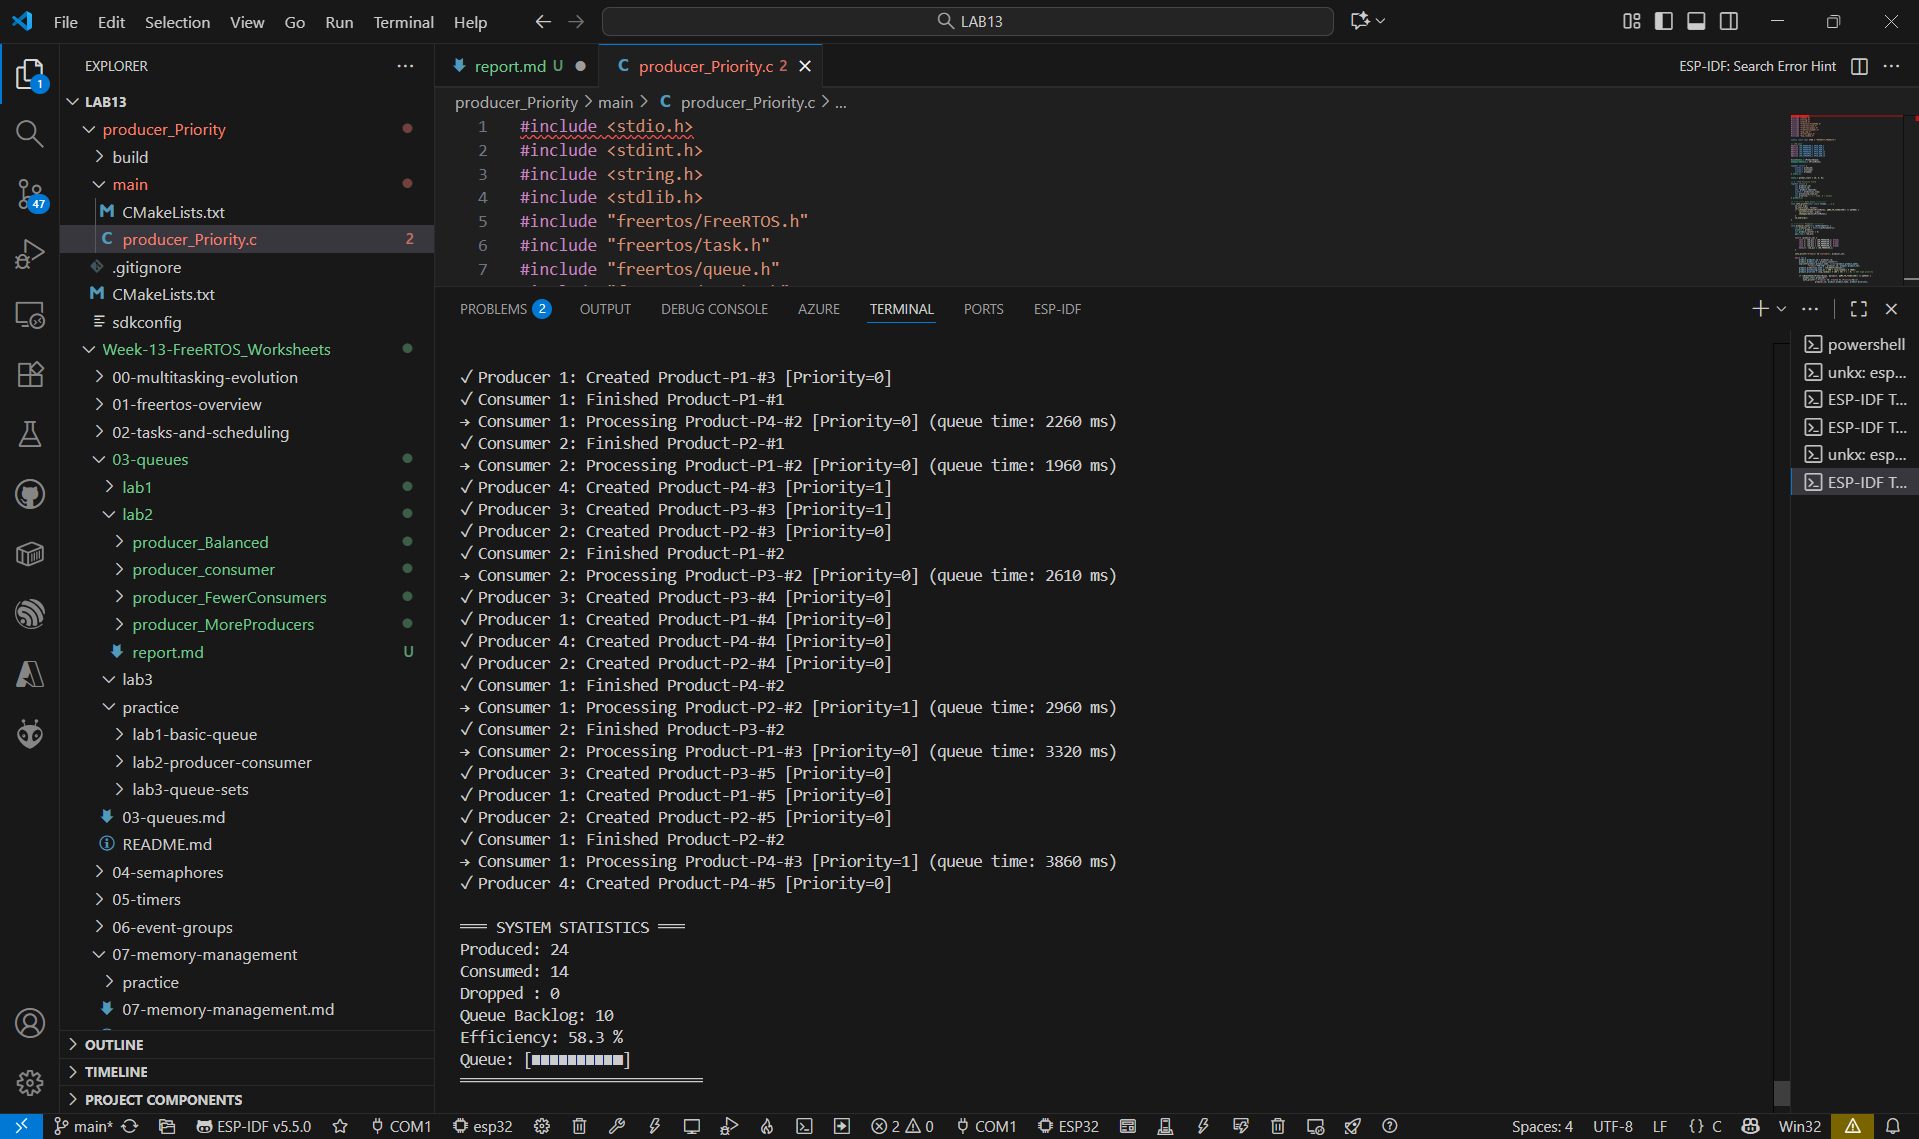 File Edit Selection View Go Run Terminal Help
LAB13
EXPLORER
LAB13
producer_Priority
build
main
CMakeLists.txt
producer_Priority.c 2
.gitignore
CMakeLists.txt
sdkconfig
Week-13-FreeRTOS_Worksheets
00-multitasking-evolution
01-freertos-overview
02-tasks-and-scheduling
03-queues
lab1
lab2
producer_Balanced
producer_consumer
producer_FewerConsumers
producer_MoreProducers
report.md U
lab3
practice
lab1-basic-queue
lab2-producer-consumer
lab3-queue-sets
03-queues.md
README.md
04-semaphores
05-timers
06-event-groups
07-memory-management
practice
07-memory-management.md
OUTLINE
TIMELINE
PROJECT COMPONENTS
1
47
report.md U
producer_Priority.c 2
ESP-IDF: Search Error Hint
producer_Priority > main > C producer_Priority.c > ...
1 #include <stdio.h>
2 #include <stdint.h>
3 #include <string.h>
4 #include <stdlib.h>
5 #include "freertos/FreeRTOS.h"
6 #include "freertos/task.h"
7 #include "freertos/queue.h"
PROBLEMS 2 OUTPUT DEBUG CONSOLE AZURE TERMINAL PORTS ESP-IDF
✓ Producer 1: Created Product-P1-#3 [Priority=0]
✓ Consumer 1: Finished Product-P1-#1
→ Consumer 1: Processing Product-P4-#2 [Priority=0] (queue time: 2260 ms)
✓ Consumer 2: Finished Product-P2-#1
→ Consumer 2: Processing Product-P1-#2 [Priority=0] (queue time: 1960 ms)
✓ Producer 4: Created Product-P4-#3 [Priority=1]
✓ Producer 3: Created Product-P3-#3 [Priority=1]
✓ Producer 2: Created Product-P2-#3 [Priority=0]
✓ Consumer 2: Finished Product-P1-#2
→ Consumer 2: Processing Product-P3-#2 [Priority=0] (queue time: 2610 ms)
✓ Producer 3: Created Product-P3-#4 [Priority=0]
✓ Producer 1: Created Product-P1-#4 [Priority=0]
✓ Producer 4: Created Product-P4-#4 [Priority=0]
✓ Producer 2: Created Product-P2-#4 [Priority=0]
✓ Consumer 1: Finished Product-P4-#2
→ Consumer 1: Processing Product-P2-#2 [Priority=1] (queue time: 2960 ms)
✓ Consumer 2: Finished Product-P3-#2
→ Consumer 2: Processing Product-P1-#3 [Priority=0] (queue time: 3320 ms)
✓ Producer 3: Created Product-P3-#5 [Priority=0]
✓ Producer 1: Created Product-P1-#5 [Priority=0]
✓ Producer 2: Created Product-P2-#5 [Priority=0]
✓ Consumer 1: Finished Product-P2-#2
→ Consumer 1: Processing Product-P4-#3 [Priority=1] (queue time: 3860 ms)
✓ Producer 4: Created Product-P4-#5 [Priority=0]
═══ SYSTEM STATISTICS ═══
Produced: 24
Consumed: 14
Dropped : 0
Queue Backlog: 10
Efficiency: 58.3 %
Queue: [■■■■■■■■■■]
═══════════════════════════
powershell
unkx: esp...
ESP-IDF T...
ESP-IDF T...
unkx: esp...
ESP-IDF T...
main* ESP-IDF v5.5.0 COM1 esp32 2 0 COM1 ESP32 Spaces: 4 UTF-8 LF {} C Win32